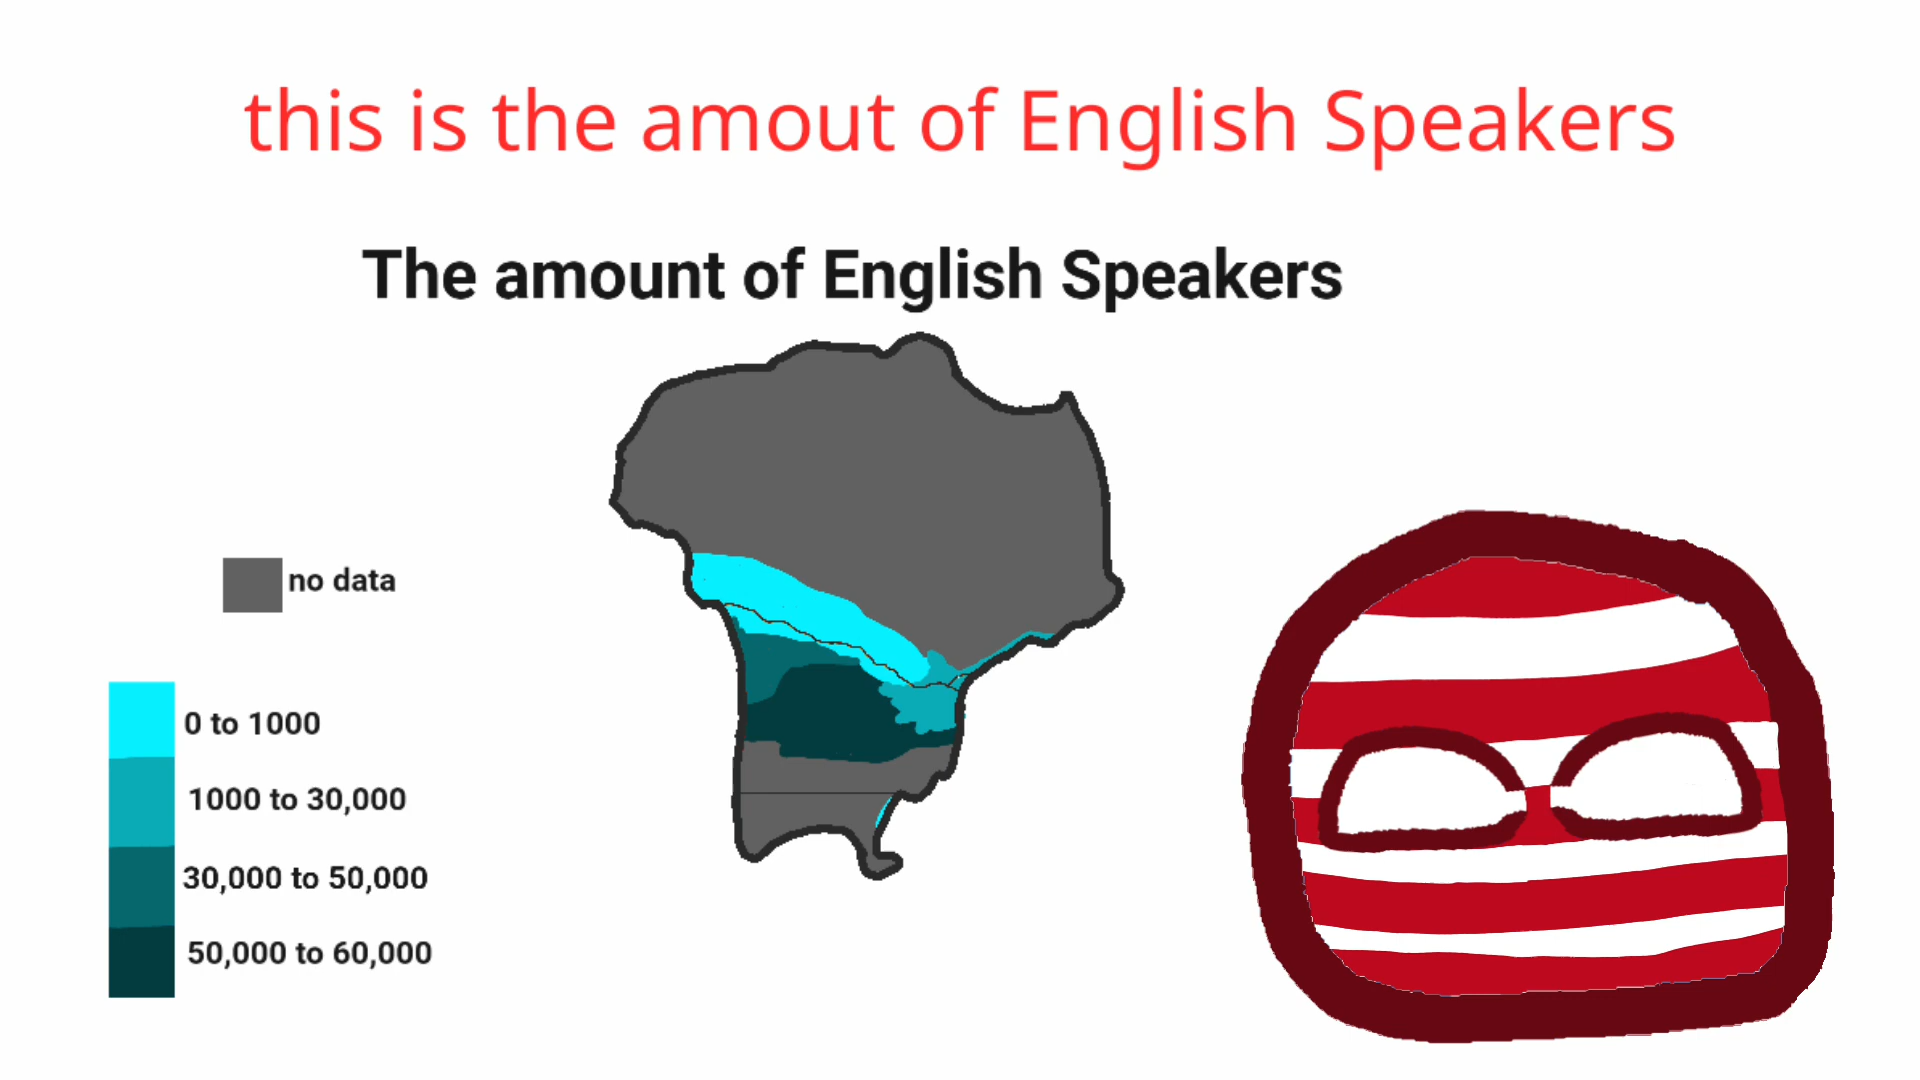 this is the amout of English Speakers
The amount of English Speakers
no data
0 to 1000
1000 to 30,000
30,000 to 50,000
50,000 to 60,000